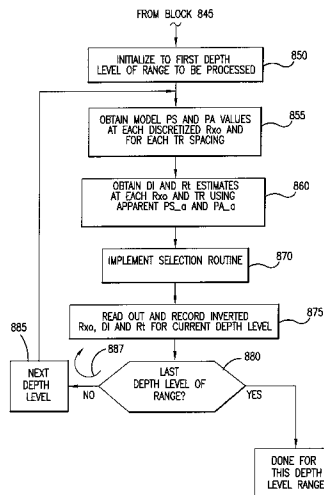 FROM BLOCK 845
INITIALIZE TO FIRST DEPTH
LEVEL OF RANGE TO BE PROCESSED
850
OBTAIN MODEL PS AND PA VALUES
AT EACH DISCRETIZED Rxo AND
FOR EACH TR SPACING
855
OBTAIN DI AND Rt ESTIMATES
AT EACH Rxo AND TR USING
APPARENT PS_a AND PA_a
860
IMPLEMENT SELECTION ROUTINE
870
READ OUT AND RECORD INVERTED
Rxo, DI AND Rt FOR CURRENT DEPTH LEVEL
875
885
887
880
NEXT
DEPTH
LEVEL
NO
LAST
DEPTH LEVEL OF
RANGE?
YES
DONE FOR
THIS DEPTH
LEVEL RANGE